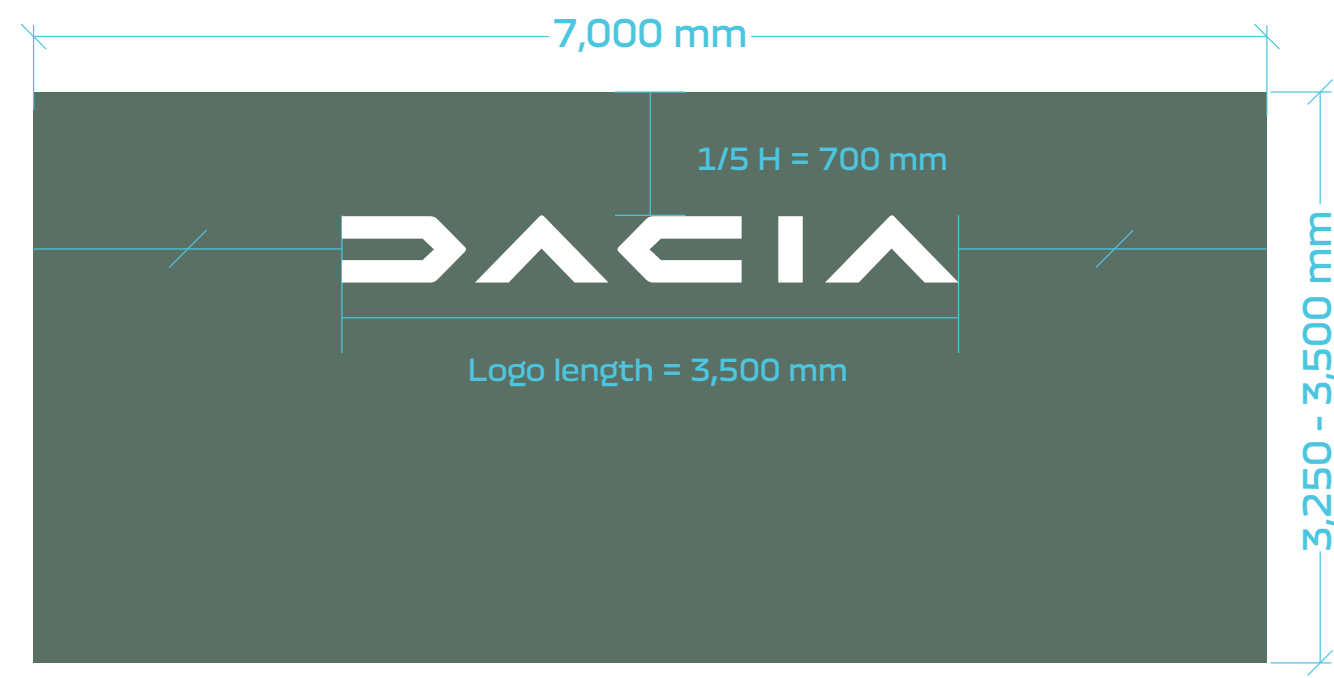 7,000 mm
1/5 H = 700 mm
DACIA
Logo length = 3,500 mm
3,250 - 3,500 mm